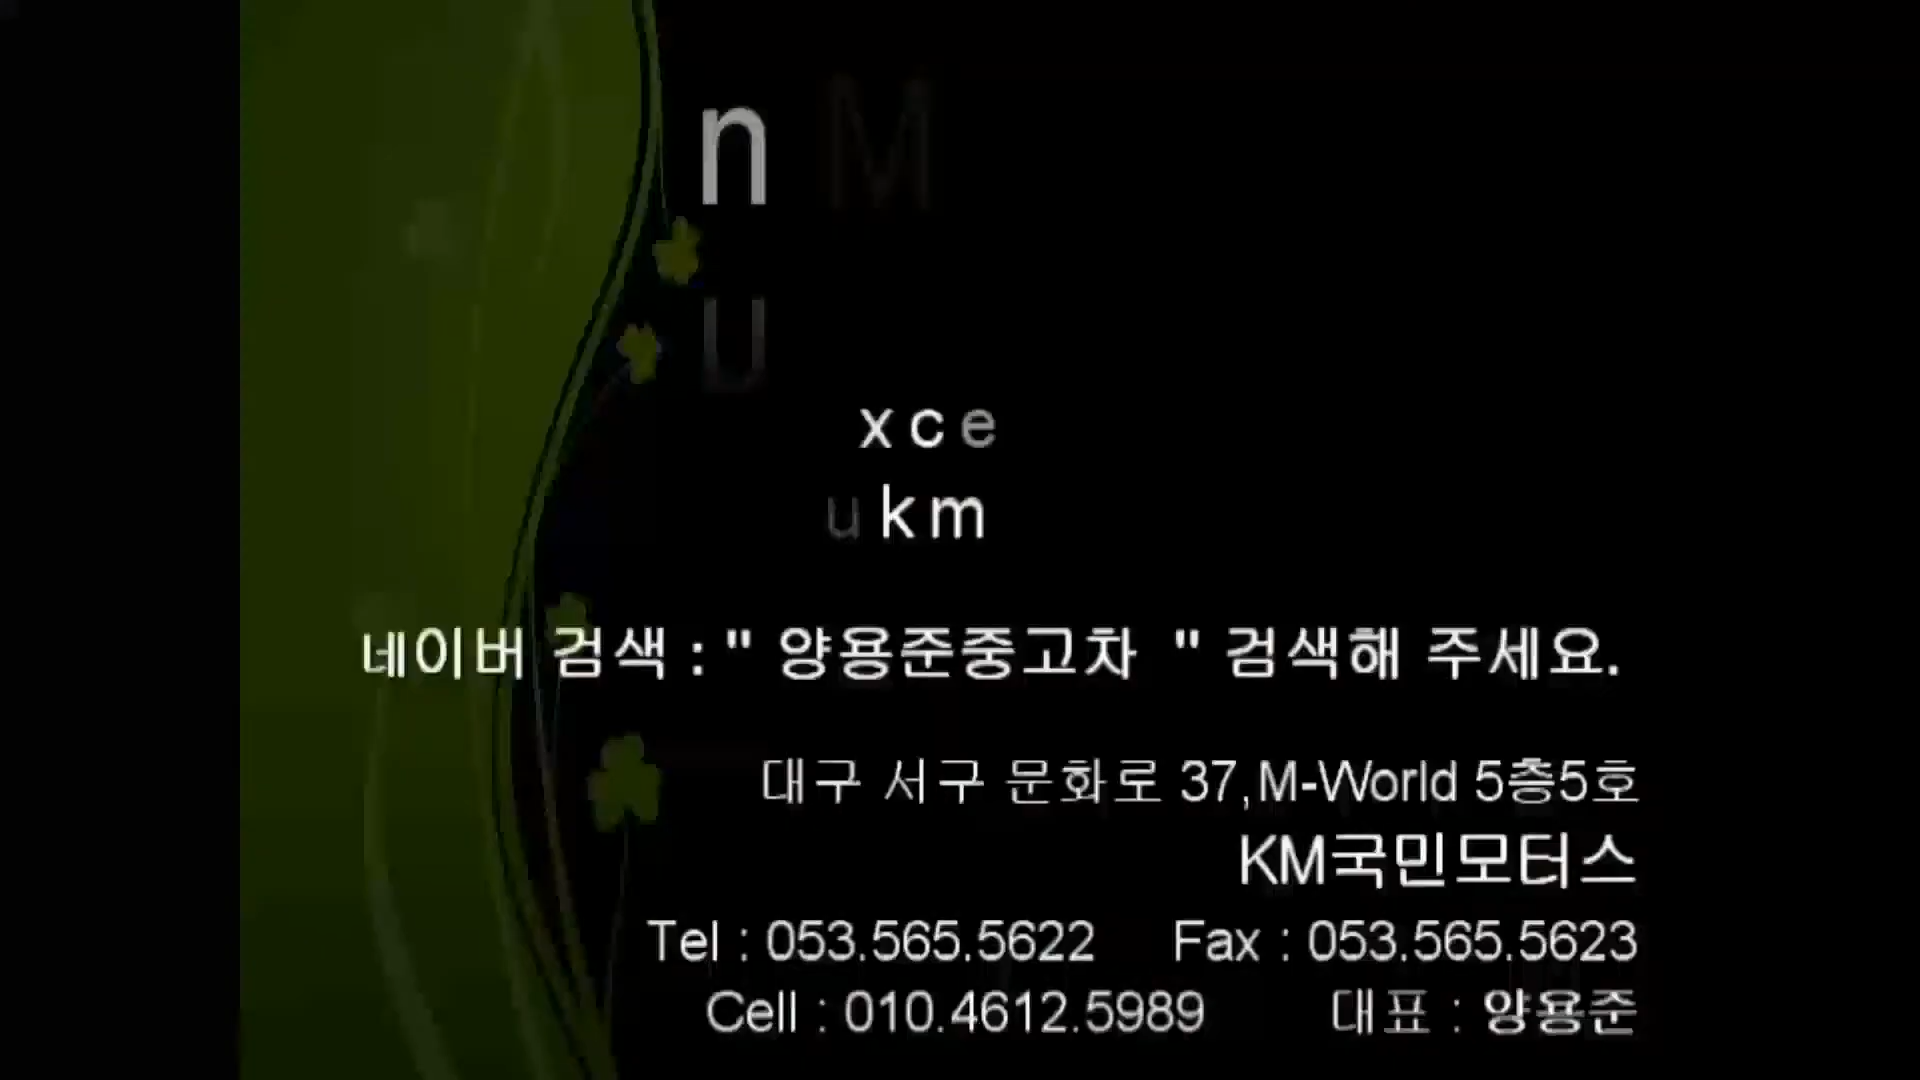 n M
U
xce
ukm
네이버 검색 : " 양용준중고차 " 검색해 주세요.
대구 서구 문화로 37,M-World 5층5호
KM국민모터스
Tel : 053.565.5622 Fax : 053.565.5623
Cell : 010.4612.5989 대표 : 양용준